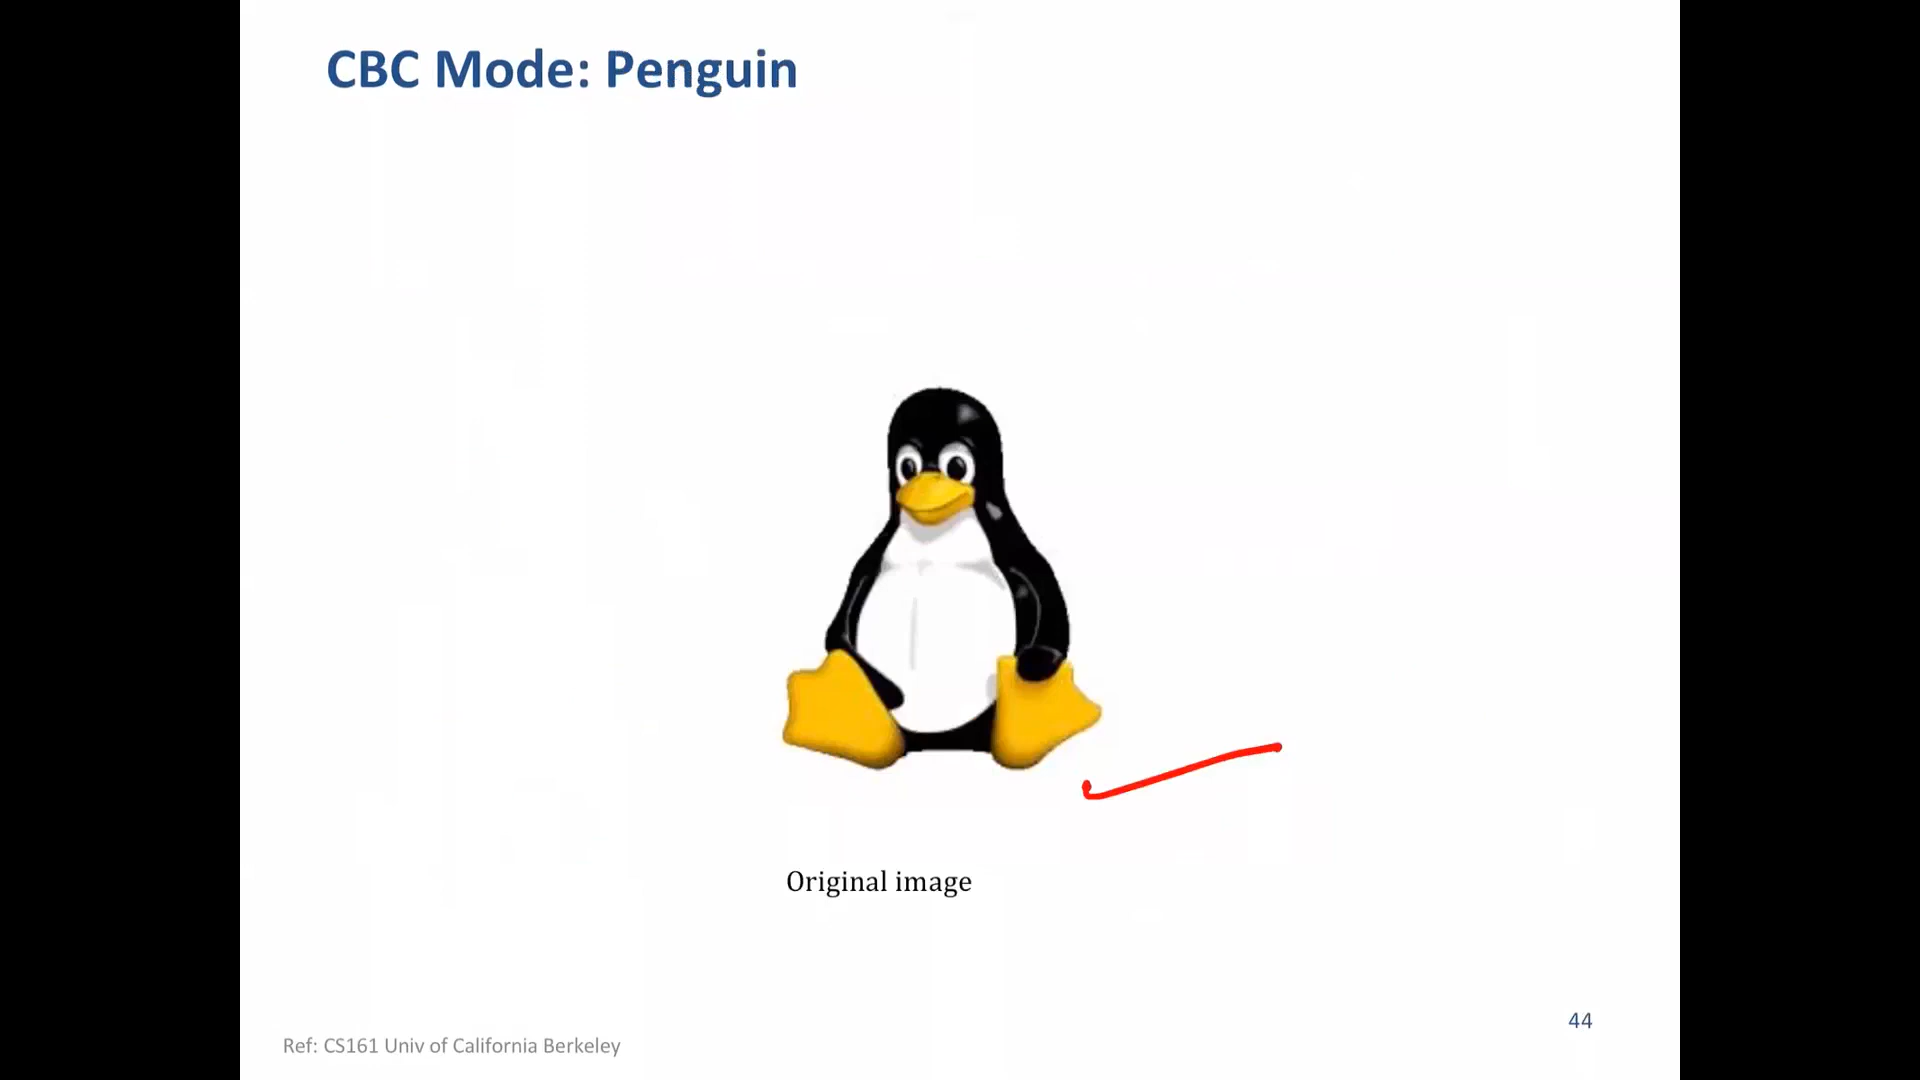 CBC Mode: Penguin
Original image
44
Ref: CS161 Univ of California Berkeley